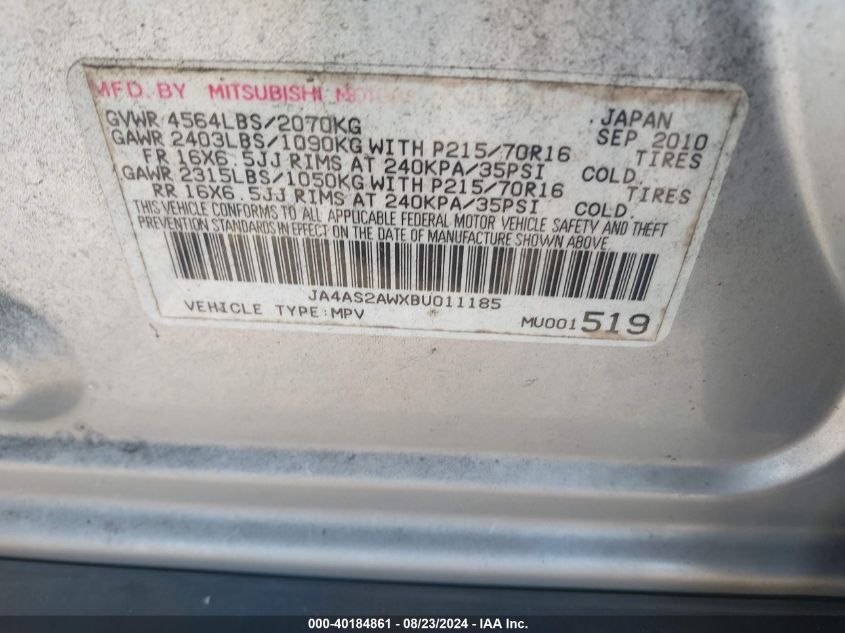 MFD. BY MITSUBISHI
GVWR 4564LBS/2070KG JAPAN SEP 2010
GAWR 2403LBS/1090KG WITH P215/70R16 TIRES
FR 16X6.5JJ RIMS AT 240KPA/35PSI COLD.
GAWR 2315LBS/1050KG WITH P215/70R16 TIRES
RR 16X6.5JJ RIMS AT 240KPA/35PSI COLD.
THIS VEHICLE CONFORMS TO ALL APPLICABLE FEDERAL MOTOR VEHICLE SAFETY AND THEFT
PREVENTION STANDARDS IN EFFECT ON THE DATE OF MANUFACTURE SHOWN ABOVE.
JA4AS2AWXBU011185
VEHICLE TYPE:MPV MU001519
000-40184861 - 08/23/2024 - IAA Inc.